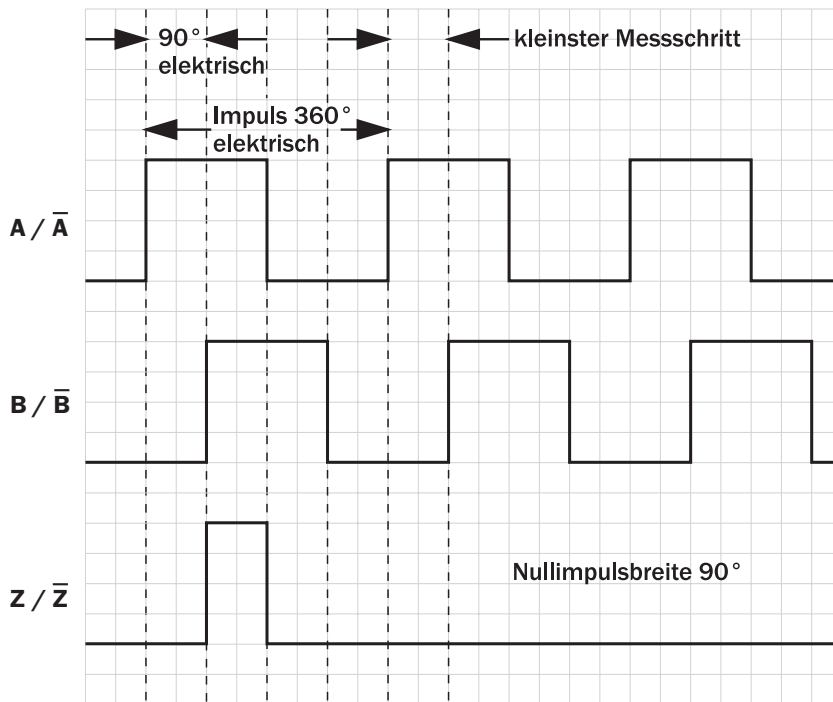 90°
elektrisch
kleinster Messschritt
Impuls 360°
elektrisch
A / A̅
B / B̅
Nullimpulsbreite 90°
Z / Z̅